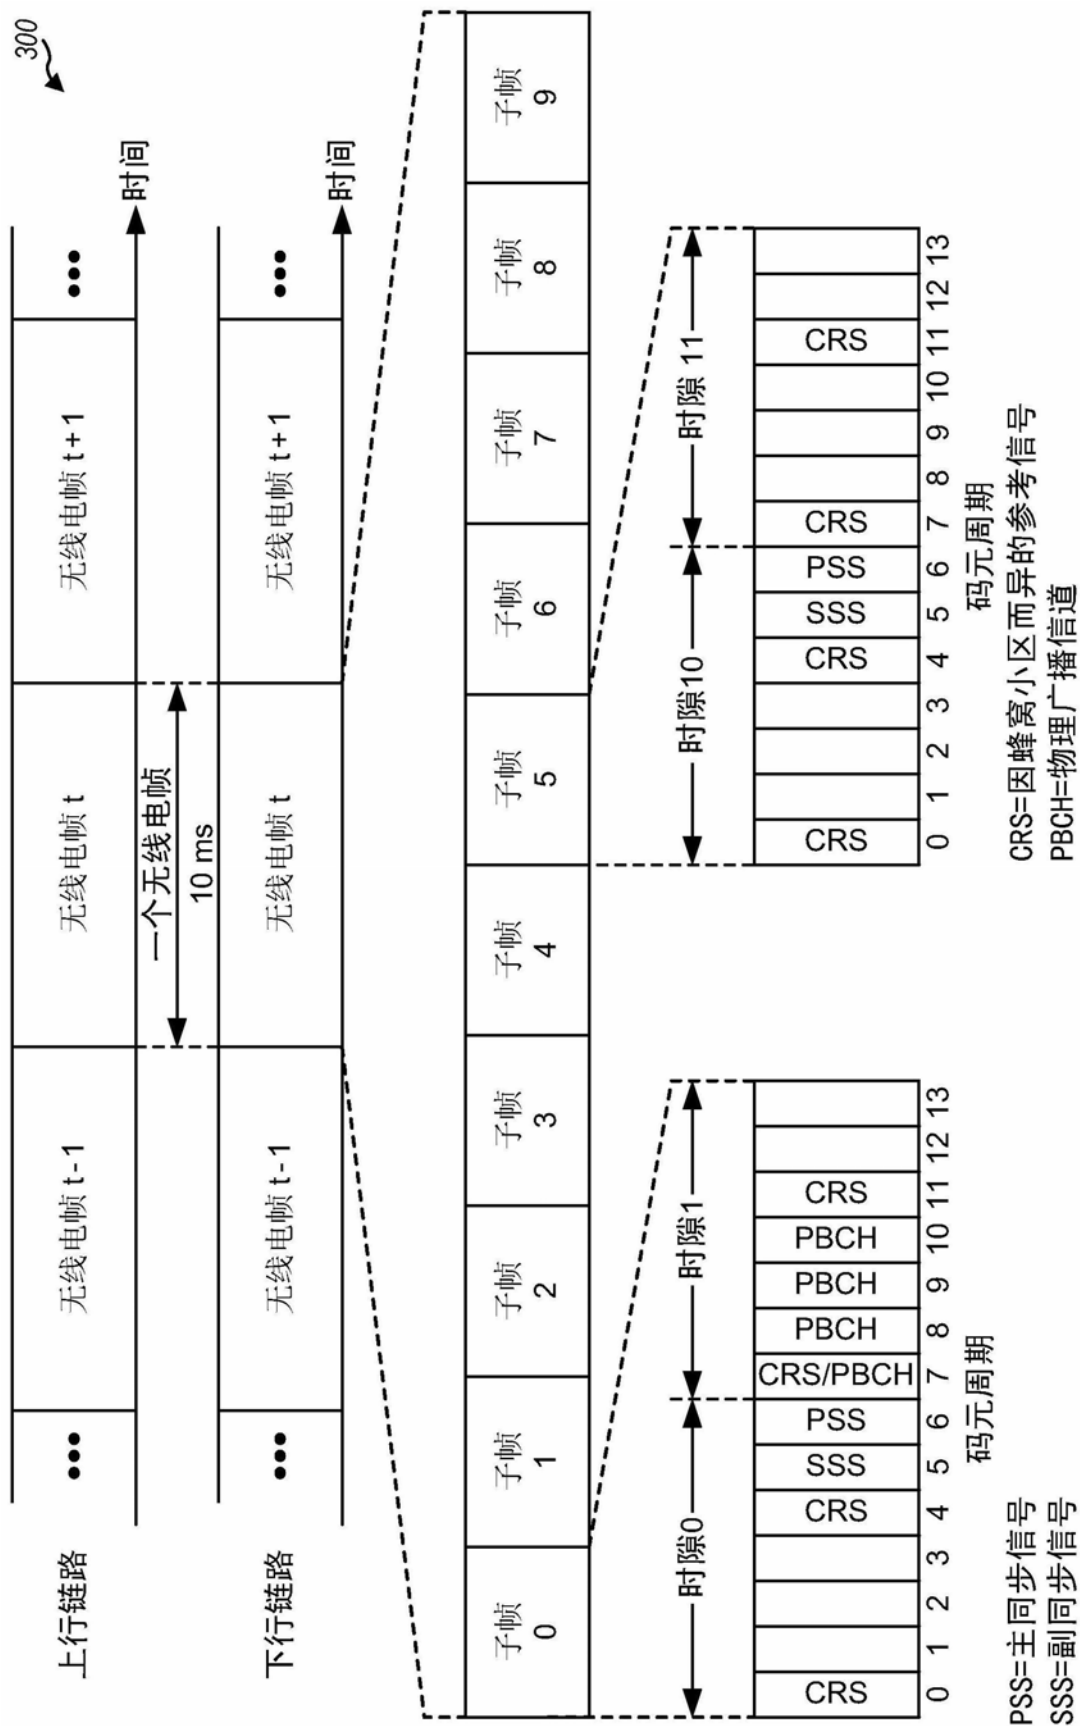 300
上行链路
••• 无线电帧 t-1 无线电帧 t 无线电帧 t+1 •••
时间
一个无线电帧
10 ms
下行链路
••• 无线电帧 t-1 无线电帧 t 无线电帧 t+1 •••
时间
子帧 子帧 子帧 子帧 子帧 子帧 子帧 子帧 子帧 子帧
0 1 2 3 4 5 6 7 8 9
时隙0 时隙1
CRS CRS SSS PSS CRS/PBCH PBCH PBCH PBCH CRS
0 1 2 3 4 5 6 7 8 9 10 11 12 13
码元周期
时隙10 时隙 11
CRS CRS SSS PSS CRS CRS
0 1 2 3 4 5 6 7 8 9 10 11 12 13
码元周期
PSS=主同步信号
SSS=副同步信号
CRS=因蜂窝小区而异的参考信号
PBCH=物理广播信道